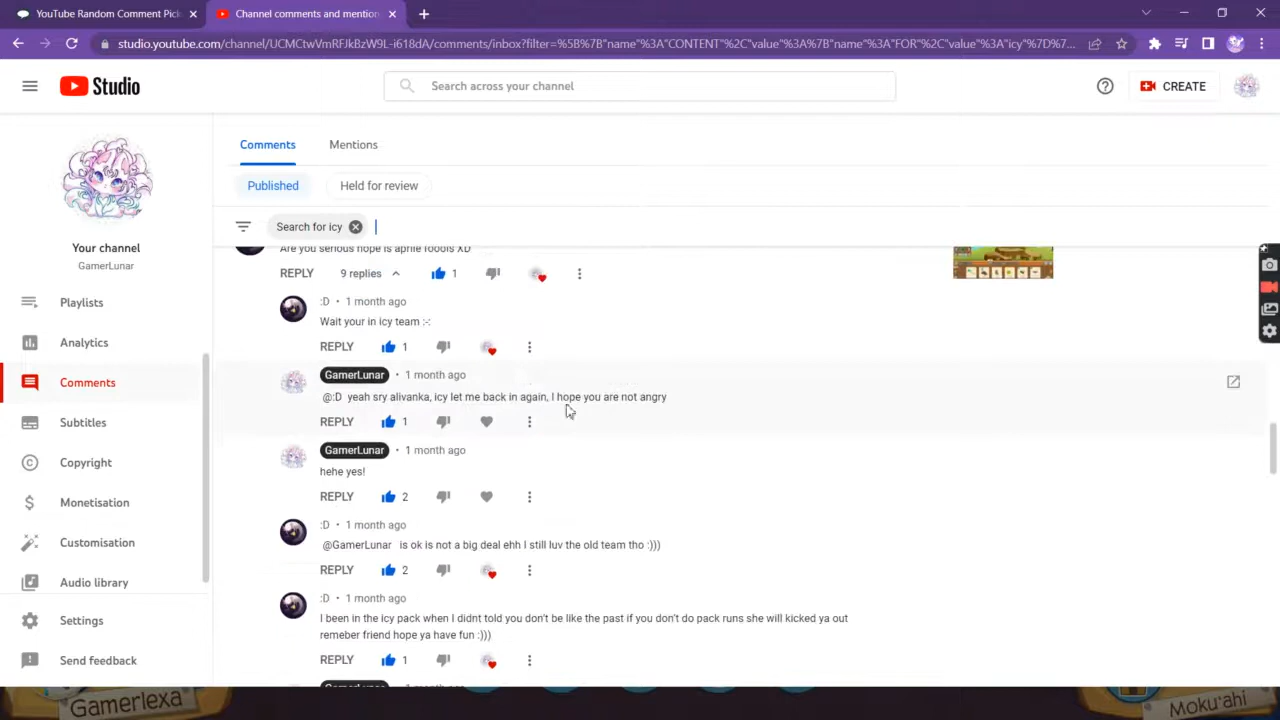 YouTube Random Comment Pick
Channel comments and mention
studio.youtube.com/channel/UCMCtwVmRFJkBzW9L-i618dA/comments/inbox?filter=%5B%7B"name"%3A"CONTENT"%2C"value"%3A%7B"name"%3A"FOR"%2C"value"%3A"icy"%7D%7...
Studio
Search across your channel
CREATE
Your channel
GamerLunar
Playlists
Analytics
Comments
Subtitles
Copyright
Monetisation
Customisation
Audio library
Settings
Send feedback
Comments
Mentions
Published
Held for review
Search for icy
Are you serious hope is aprile fooofs XD
REPLY 9 replies 1
:D • 1 month ago
Wait your in icy team :-:
REPLY 1
GamerLunar • 1 month ago
@:D yeah sry alivanka, icy let me back in again, I hope you are not angry
REPLY 1
GamerLunar • 1 month ago
hehe yes!
REPLY 2
:D • 1 month ago
@GamerLunar is ok is not a big deal ehh I still luv the old team tho :)))
REPLY 2
:D • 1 month ago
I been in the icy pack when I didnt told you don't be like the past if you don't do pack runs she will kicked ya out
remeber friend hope ya have fun :)))
REPLY 1
GamerLunar • 1 month ago
Gamerlexa
Moku'ahi